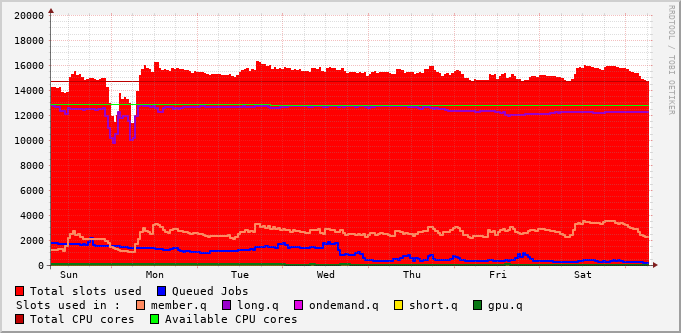 RRDTOOL / TOBI OETIKER
20000
18000
16000
14000
12000
10000
8000
6000
4000
2000
0
Sun Mon Tue Wed Thu Fri Sat
Total slots used Queued Jobs
Slots used in : member.q long.q ondemand.q short.q gpu.q
Total CPU cores Available CPU cores